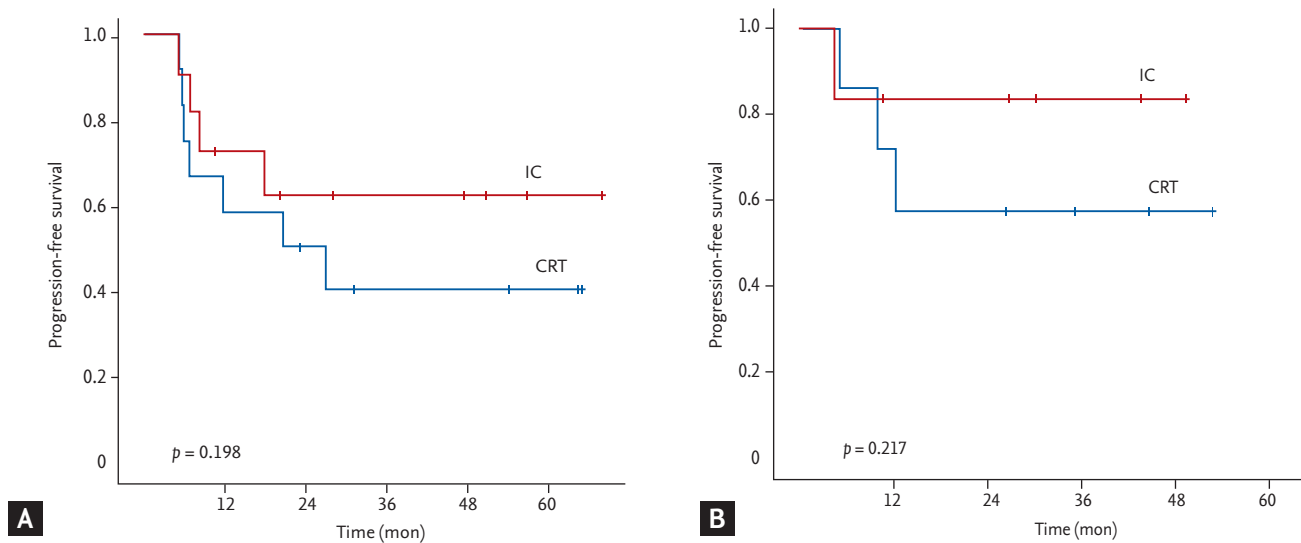 1.0
0.8
0.6
0.4
0.2
0
Progression-free survival
IC
CRT
p = 0.198
12 24 36 48 60
Time (mon)
A
1.0
0.8
0.6
0.4
0.2
0
Progression-free survival
IC
CRT
p = 0.217
12 24 36 48 60
Time (mon)
B